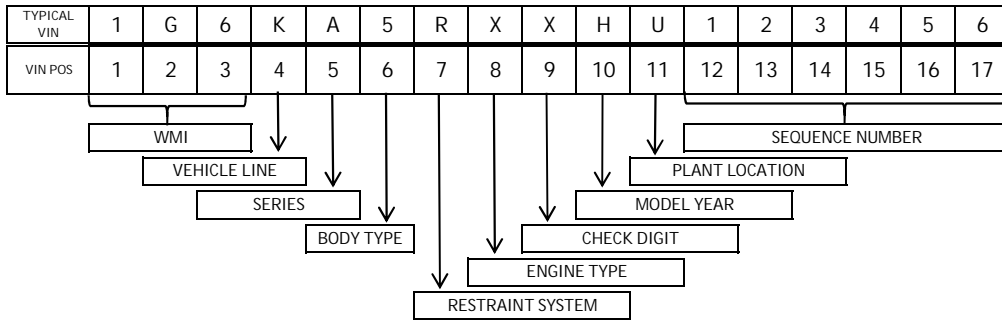 TYPICAL VIN 1 G 6 K A 5 R X X H U 1 2 3 4 5 6
VIN POS 1 2 3 4 5 6 7 8 9 10 11 12 13 14 15 16 17
WMI SEQUENCE NUMBER
VEHICLE LINE PLANT LOCATION
SERIES MODEL YEAR
BODY TYPE CHECK DIGIT
ENGINE TYPE
RESTRAINT SYSTEM